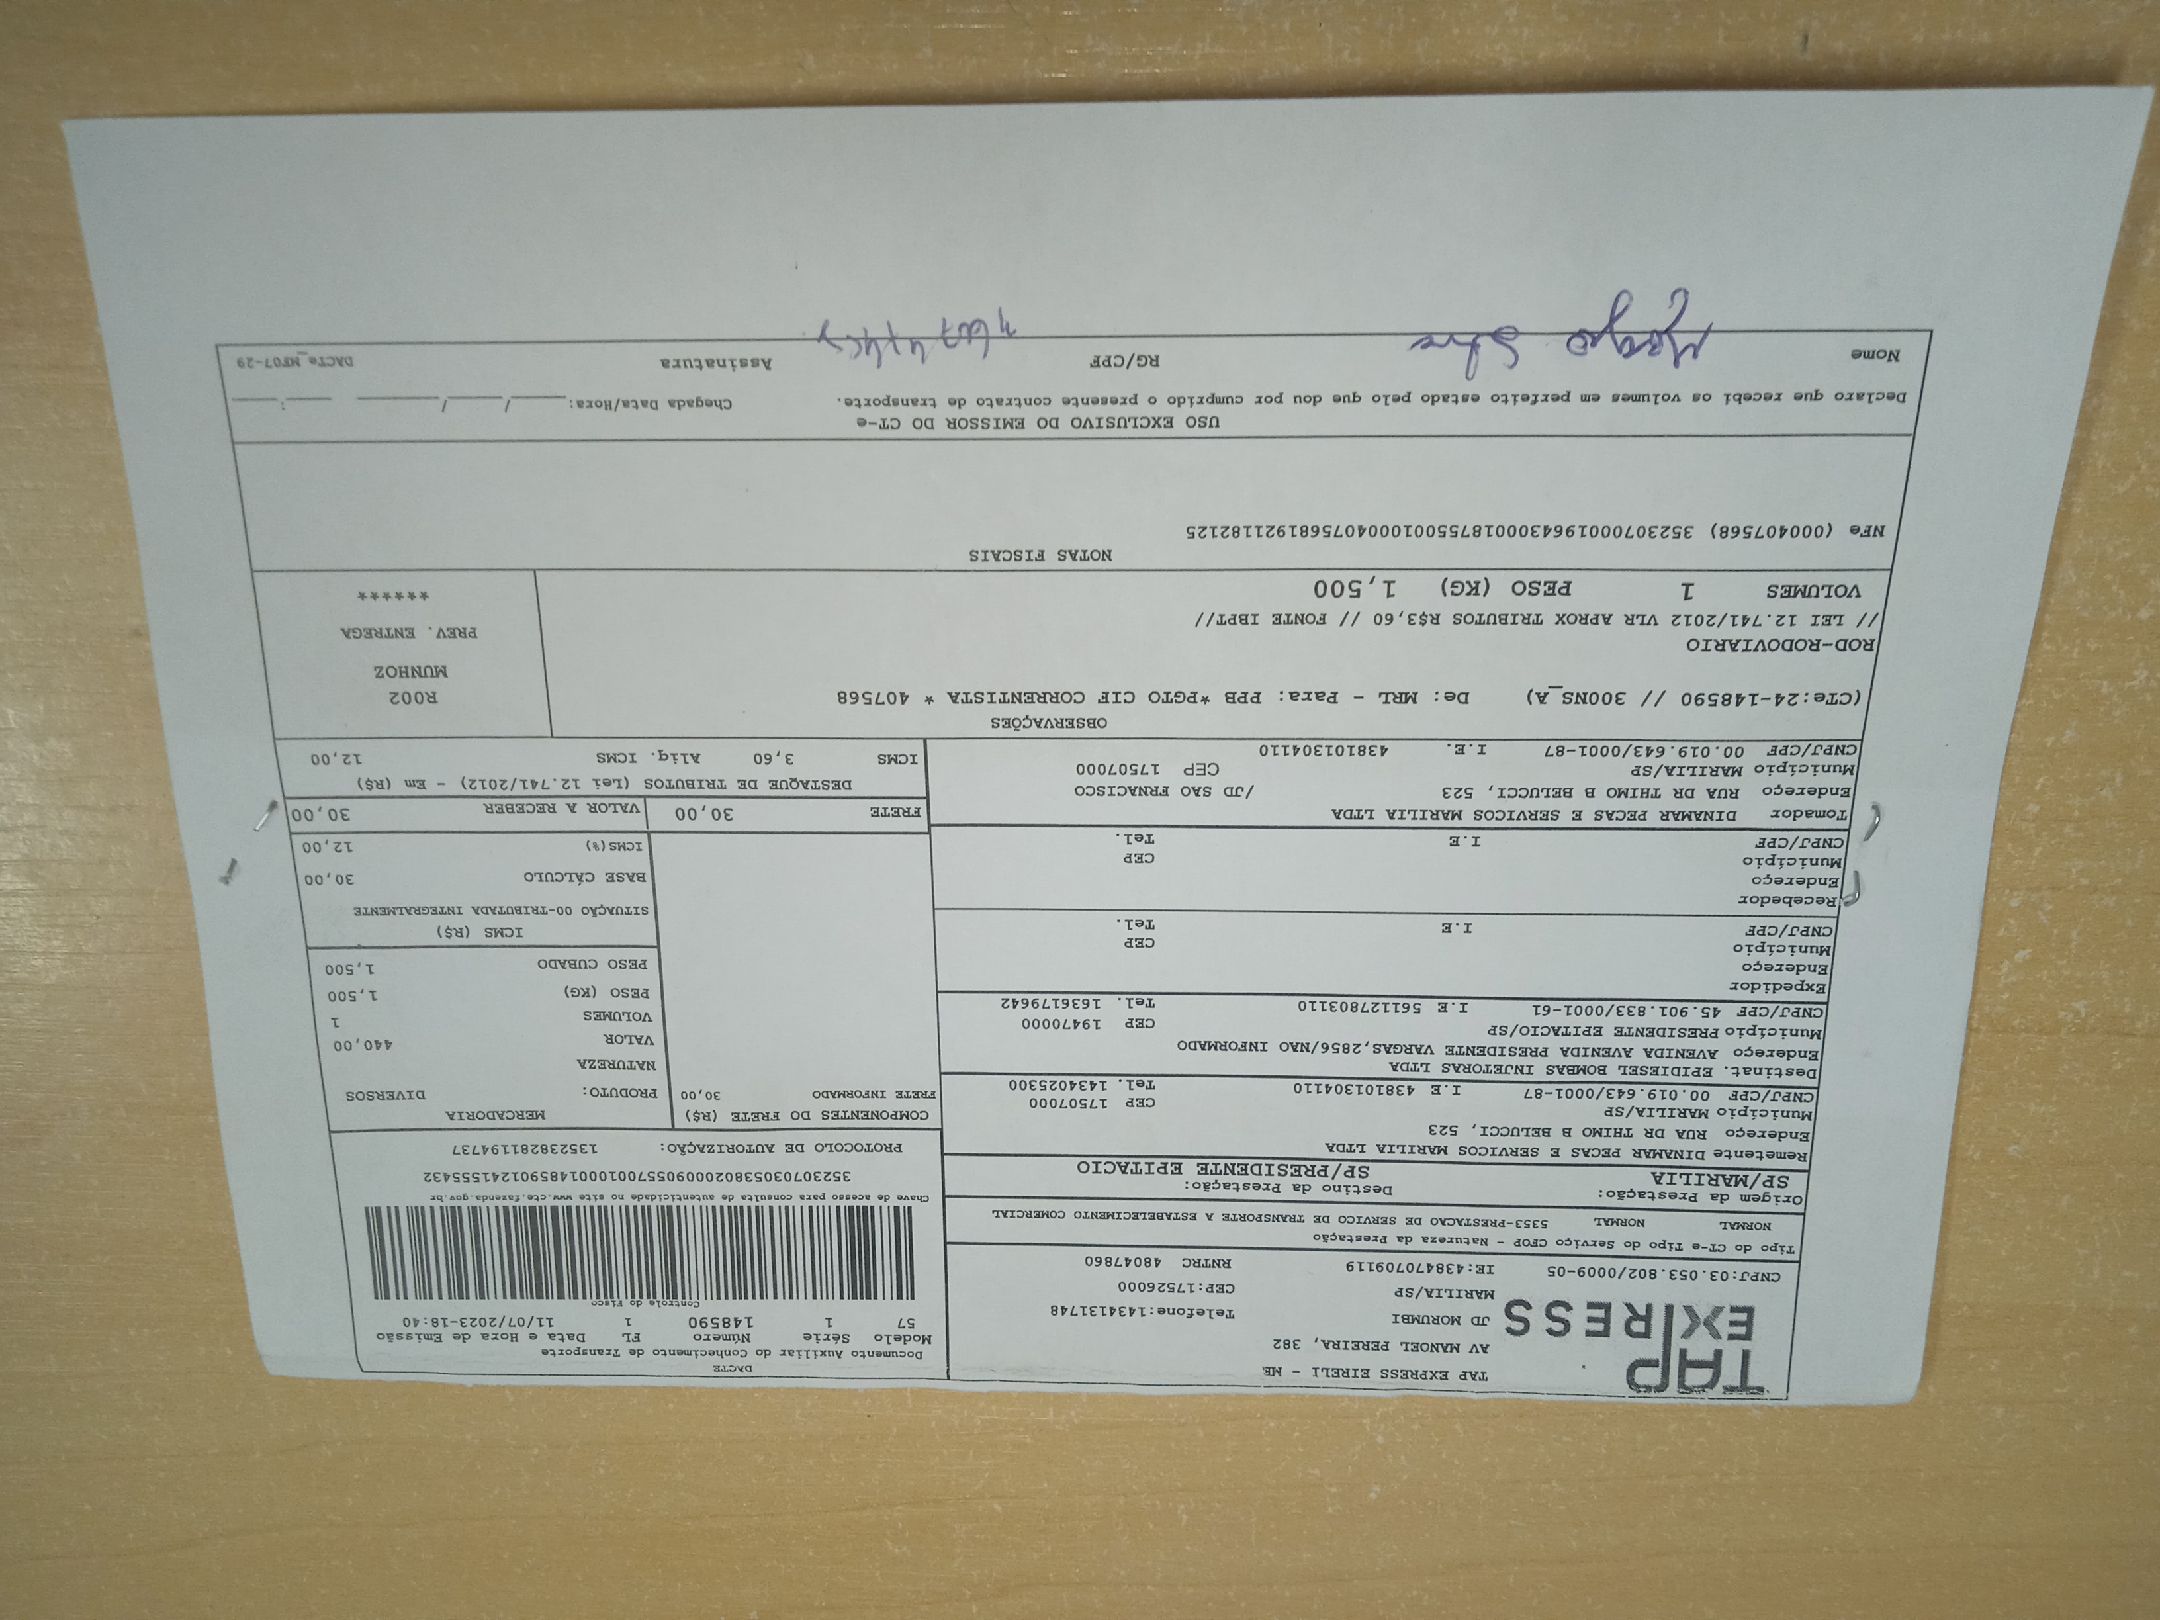 TAP EXPRESS
TAP EXPRESS EIRELI - ME
AV MANOEL PEREIRA, 382
JD MORUMBI Telefone:1434131748
MARILIA/SP CEP:17526000
CNPJ:03.053.802/0009-05 IE:438470709119 RNTRC 48047860
DACTE
Documento Auxiliar do Conhecimento de Transporte
Modelo Série Número FL Data e Hora de Emissão
57 1 148590 1 11/07/2023-18:40
Controle do Fisco
Chave de acesso para consulta de autenticidade no site www.cte.fazenda.gov.br
35230703053802000905570010001485901241555432
PROTOCOLO DE AUTORIZAÇÃO: 135238281194737
Tipo do CT-e Tipo do Serviço CFOP - Natureza da Prestação
NORMAL NORMAL 5353-PRESTACAO DE SERVICO DE TRANSPORTE A ESTABELECIMENTO COMERCIAL
Origem da Prestação: Destino da Prestação:
SP/MARILIA SP/PRESIDENTE EPITACIO
Remetente DINAMAR PECAS E SERVICOS MARILIA LTDA
Endereço RUA DR THIMO B BELUCCI, 523
Município MARILIA/SP CEP 17507000
CNPJ/CPF 00.019.643/0001-87 I.E 438101304110 Tel. 1434025300
Destinat. EPIDIESEL BOMBAS INJETORAS LTDA
Endereço AVENIDA AVENIDA PRESIDENTE VARGAS,2856/NAO INFORMADO
Município PRESIDENTE EPITACIO/SP CEP 19470000
CNPJ/CPF 45.901.833/0001-61 I.E 561127803110 Tel. 1636179642
Expedidor
Endereço
Município CEP
CNPJ/CPF I.E Tel.
Recebedor
Endereço
Município CEP
CNPJ/CPF I.E Tel.
Tomador DINAMAR PECAS E SERVICOS MARILIA LTDA
Endereço RUA DR THIMO B BELUCCI, 523 /JD SAO FRNACISCO
Município MARILIA/SP CEP 17507000
CNPJ/CPF 00.019.643/0001-87 I.E. 438101304110
COMPONENTES DO FRETE (R$)
FRETE INFORMADO 30,00
MERCADORIA
PRODUTO: DIVERSOS
NATUREZA
VALOR 440,00
VOLUMES 1
PESO (KG) 1,500
PESO CUBADO 1,500
ICMS (R$)
SITUAÇÃO 00-TRIBUTADA INTEGRALMENTE
BASE CÁLCULO 30,00
ICMS(%) 12,00
FRETE 30,00 VALOR A RECEBER 30,00
DESTAQUE DE TRIBUTOS (Lei 12.741/2012) - Em (R$)
ICMS 3,60 Aliq. ICMS 12,00
OBSERVAÇÕES
(CTe:24-148590 // 300NS_A) De: MRL - Para: PPB *PGTO CIF CORRENTISTA * 407568
ROD-RODOVIARIO
// LEI 12.741/2012 VLR APROX TRIBUTOS R$3,60 // FONTE IBPT//
VOLUMES 1 PESO (KG) 1,500
R002
MUNHOZ
PREV. ENTREGA
******
NOTAS FISCAIS
NFe (000407568) 35230700019643000187550010004075681921182125
USO EXCLUSIVO DO EMISSOR DO CT-e
Declaro que recebi os volumes em perfeito estado pelo que dou por cumprido o presente contrato de transporte. Chegada Data/Hora:____/____/______ ____:____
Nome RG/CPF Assinatura DACTe_MF07-29